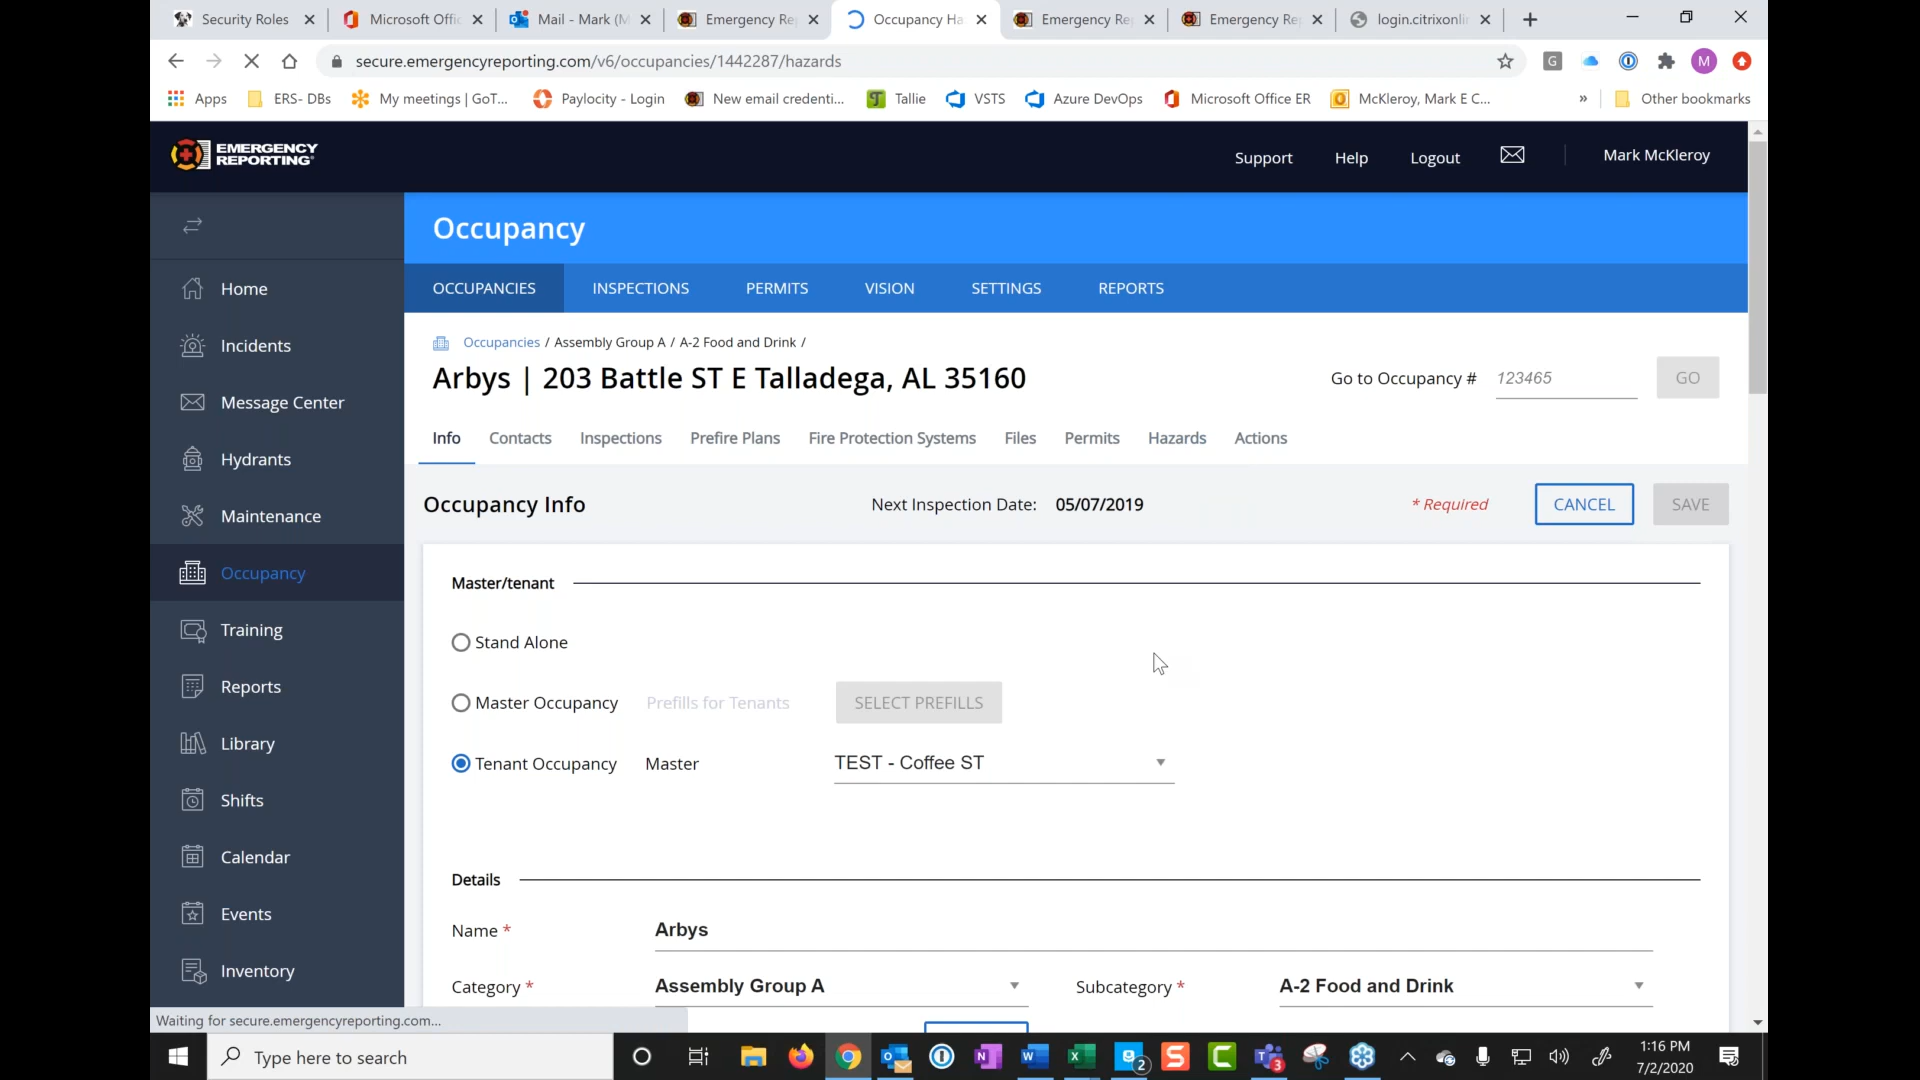 Security Roles
Microsoft Offic
Mail - Mark (M
Emergency Re
Occupancy Ha
Emergency Re
Emergency Re
login.citrixonli
secure.emergencyreporting.com/v6/occupancies/1442287/hazards
G
M
Apps
ERS- DBs
My meetings | GoT...
Paylocity - Login
New email credenti...
Tallie
VSTS
Azure DevOps
Microsoft Office ER
McKleroy, Mark E C...
»
Other bookmarks
EMERGENCY
REPORTING
Support
Help
Logout
Mark McKleroy
Occupancy
OCCUPANCIES
INSPECTIONS
PERMITS
VISION
SETTINGS
REPORTS
Home
Incidents
Message Center
Hydrants
Maintenance
Occupancy
Training
Reports
Library
Shifts
Calendar
Events
Inventory
Occupancies / Assembly Group A / A-2 Food and Drink /
Arbys | 203 Battle ST E Talladega, AL 35160
Go to Occupancy #
123465
GO
Info
Contacts
Inspections
Prefire Plans
Fire Protection Systems
Files
Permits
Hazards
Actions
Occupancy Info
Next Inspection Date: 05/07/2019
* Required
CANCEL
SAVE
Master/tenant
Stand Alone
Master Occupancy
Prefills for Tenants
SELECT PREFILLS
Tenant Occupancy
Master
TEST - Coffee ST
Details
Name *
Arbys
Category *
Assembly Group A
Subcategory *
A-2 Food and Drink
Waiting for secure.emergencyreporting.com...
Type here to search
2
3
1:16 PM
7/2/2020